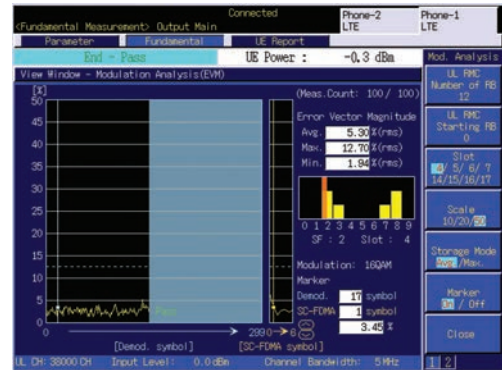 Connected
<Fundamental Measurement> Output Main
Phone-2
LTE
Phone-1
LTE
Parameter
Fundamental
UE Report
End - Pass
UE Power :
-0.3 dBm
Mod. Analysis
View Window - Modulation Analysis(EVM)
[%]
50
45
40
35
30
25
20
15
10
5
0
Pass
0
299
0
6
[Demod. symbol]
[SC-FDMA symbol]
(Meas.Count: 100/ 100)
Error Vector Magnitude
Avg. 5.30 %(rms)
Max. 12.70 %(rms)
Min. 1.94 %(rms)
0 1 2 3 4 5 6 7 8 9
SF : 2 Slot : 4
Modulation: 16QAM
Marker
Demod. 17 symbol
SC-FDMA 1 symbol
3.45 %
UL RMC
Number of RB
12
UL RMC
Starting RB
0
Slot
4/ 5/ 6/ 7
14/15/16/17
Scale
10/20/50
Storage Mode
Avg./Max.
Marker
On / Off
Close
1 2
UL CH: 38000 CH
Input Level: 0.0 dBm
Channel Bandwidth: 5 MHz